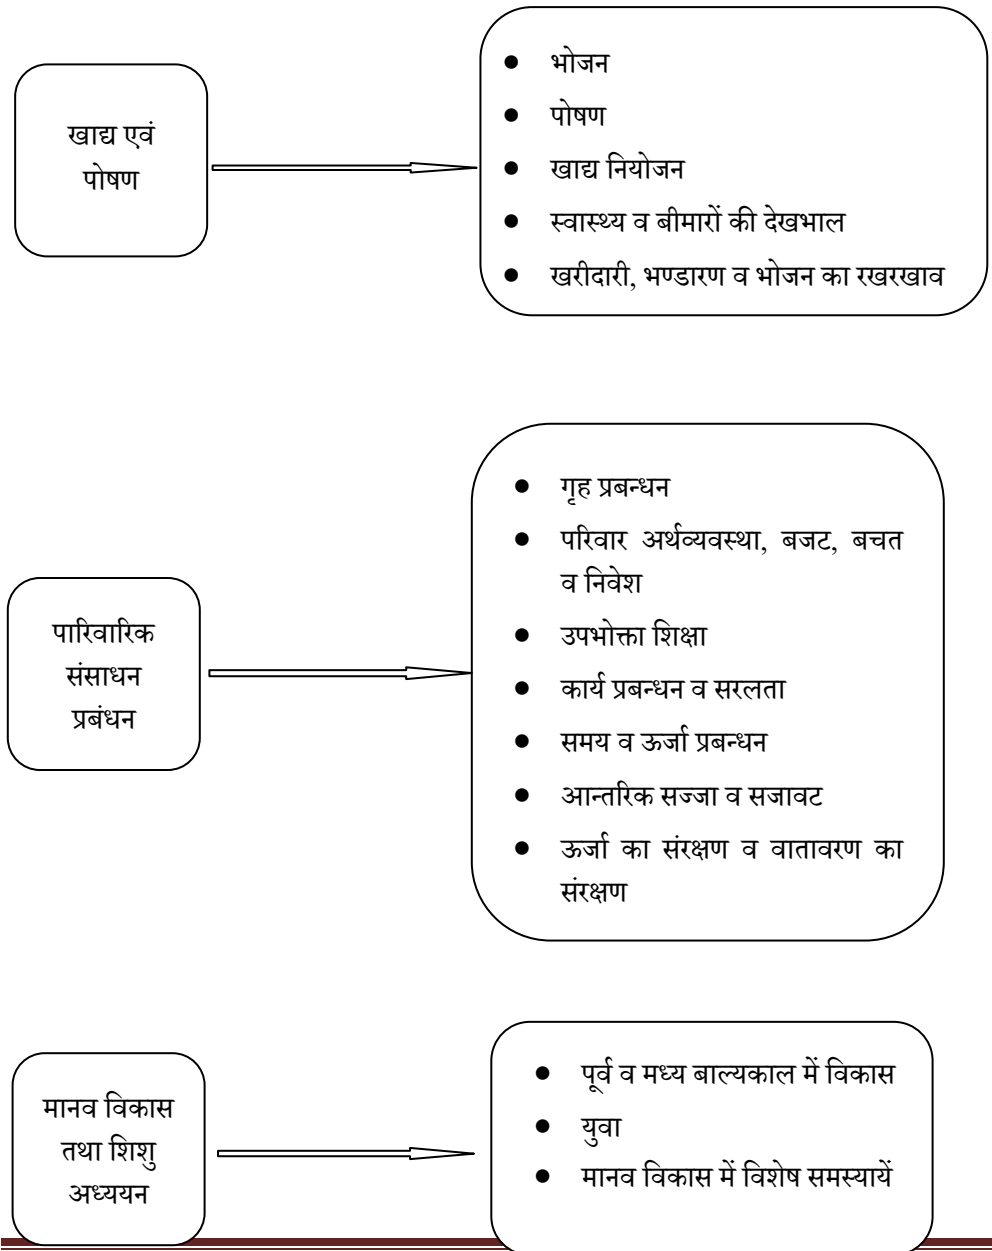 खाद्य एवं
पोषण
● भोजन
● पोषण
● खाद्य नियोजन
● स्वास्थ्य व बीमारों की देखभाल
● खरीदारी, भण्डारण व भोजन का रखरखाव
पारिवारिक
संसाधन
प्रबंधन
● गृह प्रबन्धन
● परिवार अर्थव्यवस्था, बजट, बचत
व निवेश
● उपभोक्ता शिक्षा
● कार्य प्रबन्धन व सरलता
● समय व ऊर्जा प्रबन्धन
● आन्तरिक सज्जा व सजावट
● ऊर्जा का संरक्षण व वातावरण का
संरक्षण
मानव विकास
तथा शिशु
अध्ययन
● पूर्व व मध्य बाल्यकाल में विकास
● युवा
● मानव विकास में विशेष समस्यायें